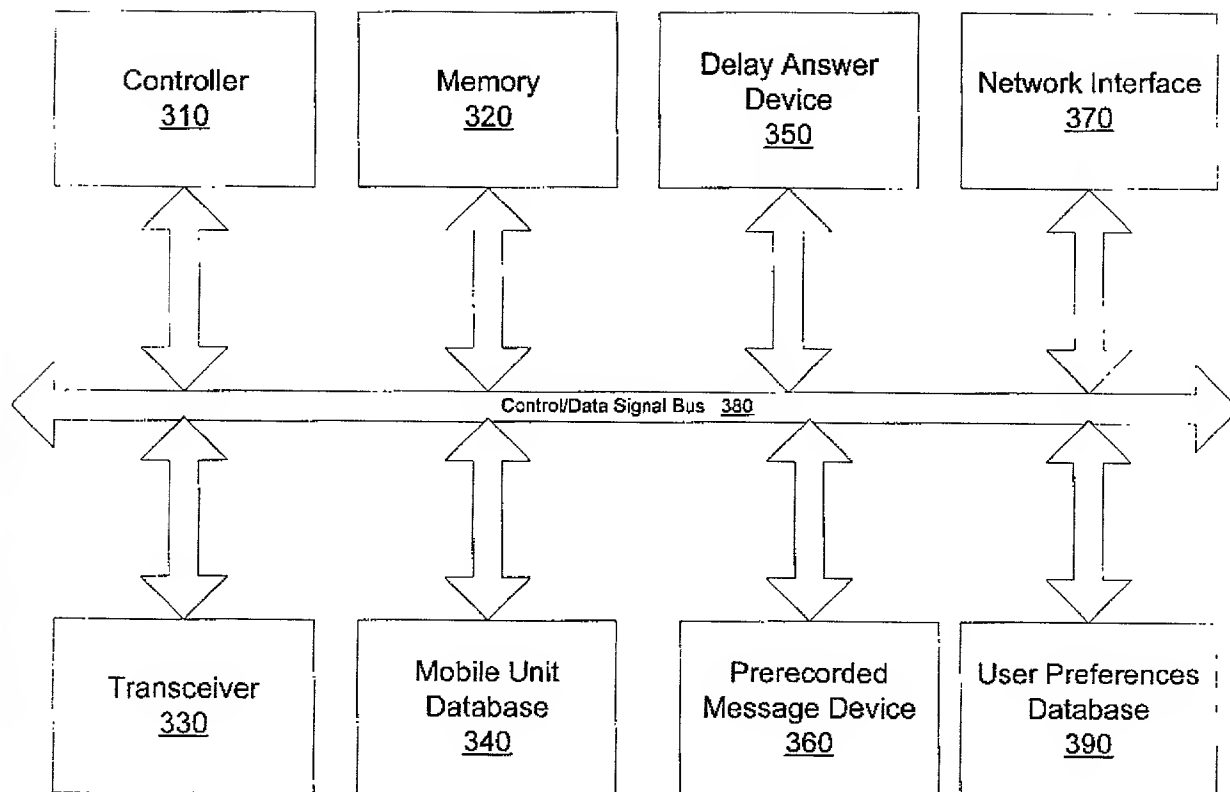 Controller
310
Memory
320
Delay Answer
Device
350
Network Interface
370
Control/Data Signal Bus 380
Transceiver
330
Mobile Unit
Database
340
Prerecorded
Message Device
360
User Preferences
Database
390